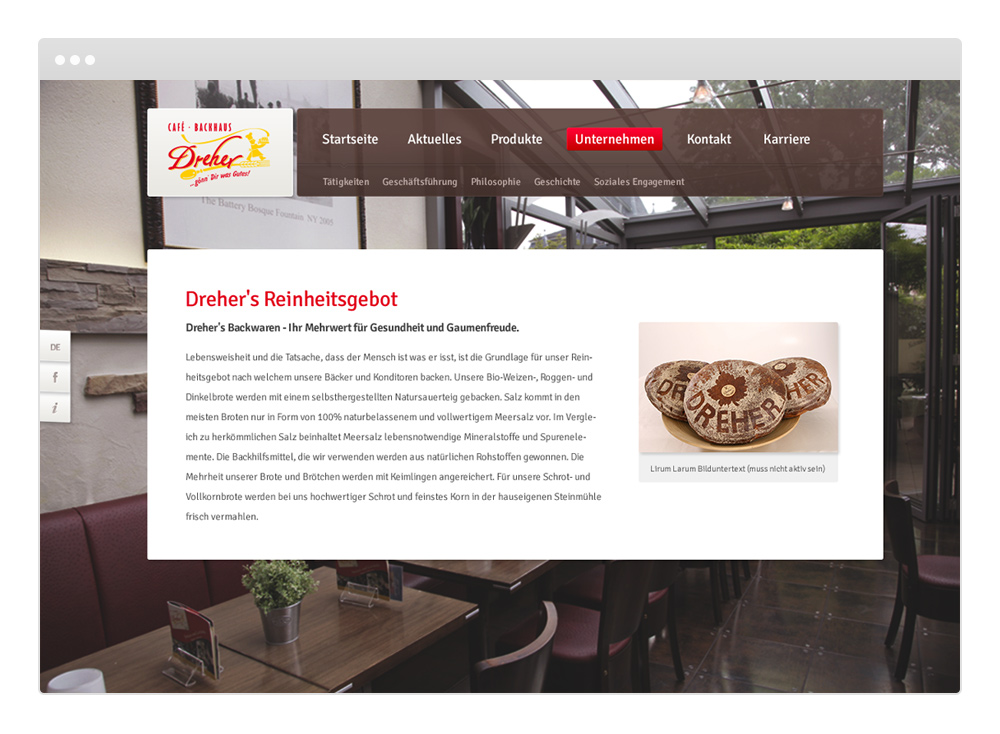 CAFÉ · BACKHAUS
Dreher
...gönn' Dir was Gutes!
Startseite Aktuelles Produkte Unternehmen Kontakt Karriere
Tätigkeiten Geschäftsführung Philosophie Geschichte Soziales Engagement
The Battery Bosque Fountain NY 2005
Dreher's Reinheitsgebot
Dreher's Backwaren - Ihr Mehrwert für Gesundheit und Gaumenfreude.
Lebensweisheit und die Tatsache, dass der Mensch ist was er isst, ist die Grundlage für unser Rein-
heitsgebot nach welchem unsere Bäcker und Konditoren backen. Unsere Bio-Weizen-, Roggen- und
Dinkelbrote werden mit einem selbsthergestellten Natursauerteig gebacken. Salz kommt in den
meisten Broten nur in Form von 100% naturbelassenem und vollwertigem Meersalz vor. Im Vergle-
ich zu herkömmlichen Salz beinhaltet Meersalz lebensnotwendige Mineralstoffe und Spurenele-
mente. Die Backhilfsmittel, die wir verwenden werden aus natürlichen Rohstoffen gewonnen. Die
Mehrheit unserer Brote und Brötchen werden mit Keimlingen angereichert. Für unsere Schrot- und
Vollkornbrote werden bei uns hochwertiger Schrot und feinstes Korn in der hauseigenen Steinmühle
frisch vermahlen.
DREHER
Lirum Larum Bilduntertext (muss nicht aktiv sein)
DE
f
i